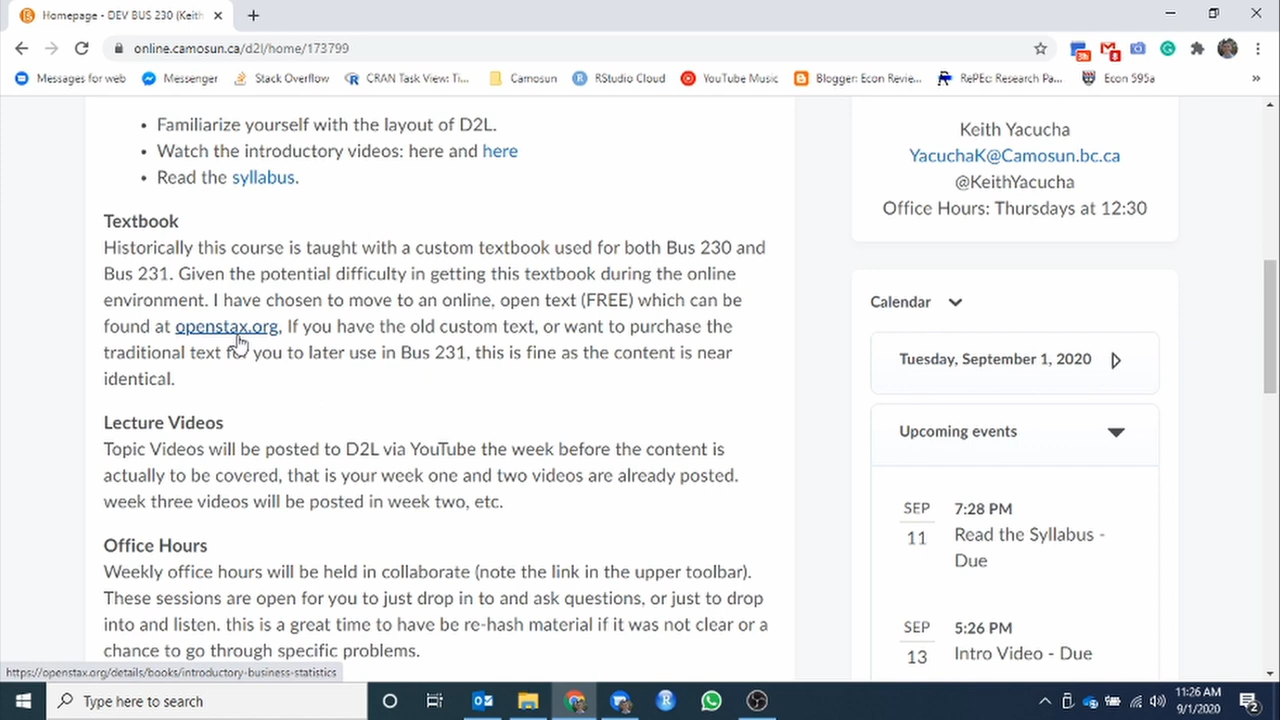 Homepage - DEV BUS 230 (Keith
online.camosun.ca/d2l/home/173799
Messages for web
Messenger
Stack Overflow
CRAN Task View: Ti...
Camosun
RStudio Cloud
YouTube Music
Blogger: Econ Revie...
RePEc: Research Pa...
Econ 595a
»
• Familiarize yourself with the layout of D2L.
• Watch the introductory videos: here and here
• Read the syllabus.
Textbook
Historically this course is taught with a custom textbook used for both Bus 230 and
Bus 231. Given the potential difficulty in getting this textbook during the online
environment. I have chosen to move to an online, open text (FREE) which can be
found at openstax.org, If you have the old custom text, or want to purchase the
traditional text for you to later use in Bus 231, this is fine as the content is near
identical.
Lecture Videos
Topic Videos will be posted to D2L via YouTube the week before the content is
actually to be covered, that is your week one and two videos are already posted.
week three videos will be posted in week two, etc.
Office Hours
Weekly office hours will be held in collaborate (note the link in the upper toolbar).
These sessions are open for you to just drop in to and ask questions, or just to drop
into and listen. this is a great time to have be re-hash material if it was not clear or a
chance to go through specific problems.
Keith Yacucha
YacuchaK@Camosun.bc.ca
@KeithYacucha
Office Hours: Thursdays at 12:30
Calendar
Tuesday, September 1, 2020
Upcoming events
SEP
11
7:28 PM
Read the Syllabus -
Due
SEP
13
5:26 PM
Intro Video - Due
https://openstax.org/details/books/introductory-business-statistics
Type here to search
11:26 AM
9/1/2020
2